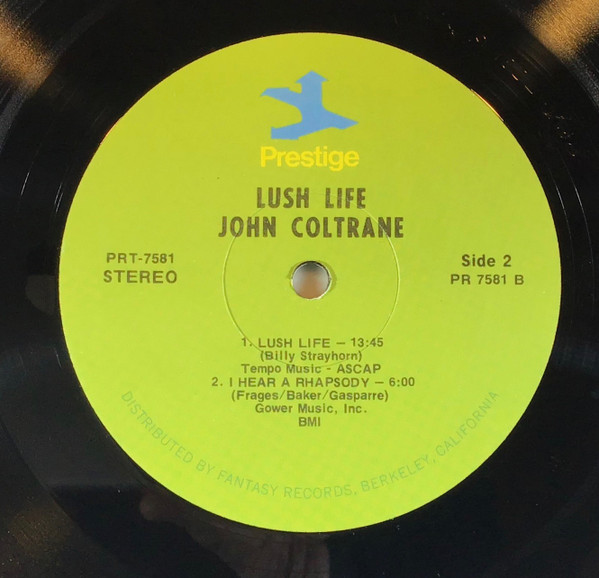 Prestige
LUSH LIFE
JOHN COLTRANE
PRT-7581
STEREO
Side 2
PR 7581 B
1. LUSH LIFE – 13:45
(Billy Strayhorn)
Tempo Music - ASCAP
2. I HEAR A RHAPSODY – 6:00
(Frages/Baker/Gasparre)
Gower Music, Inc.
BMI
DISTRIBUTED BY FANTASY RECORDS, BERKELEY, CALIFORNIA